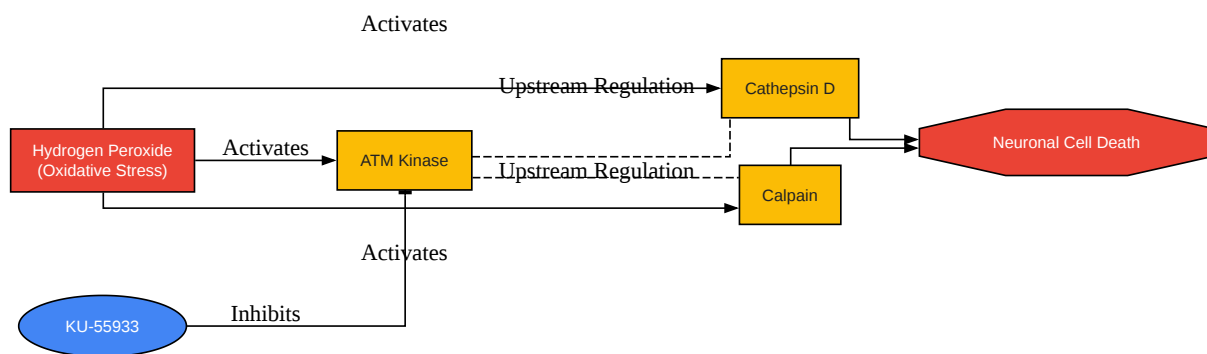 Activates
Upstream Regulation
Cathepsin D
Hydrogen Peroxide
(Oxidative Stress)
Activates
ATM Kinase
Upstream Regulation
Neuronal Cell Death
Calpain
Activates
Inhibits
KU-55933